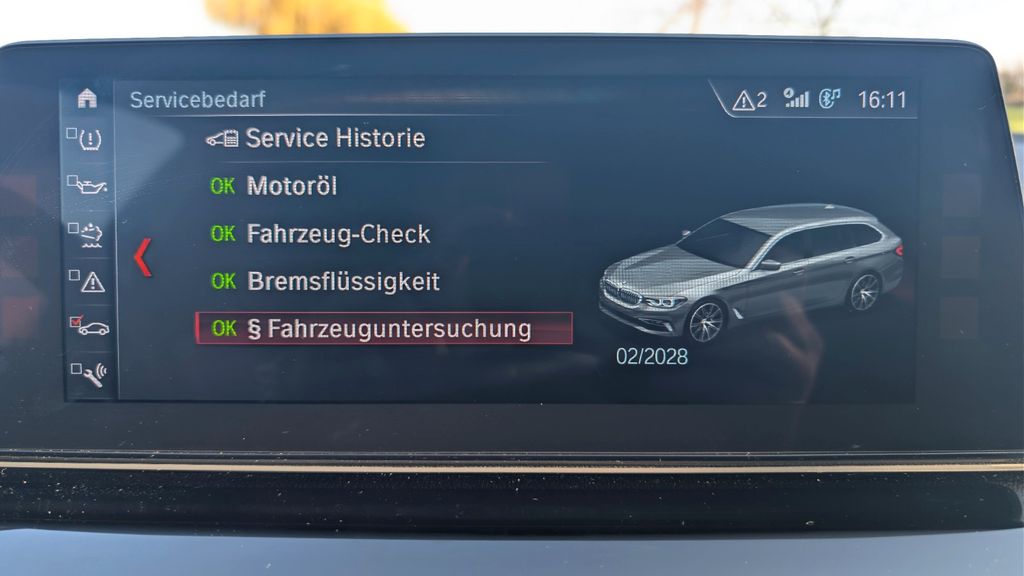 Servicebedarf
2
16:11
Service Historie
OK Motoröl
OK Fahrzeug-Check
OK Bremsflüssigkeit
OK § Fahrzeuguntersuchung
02/2028